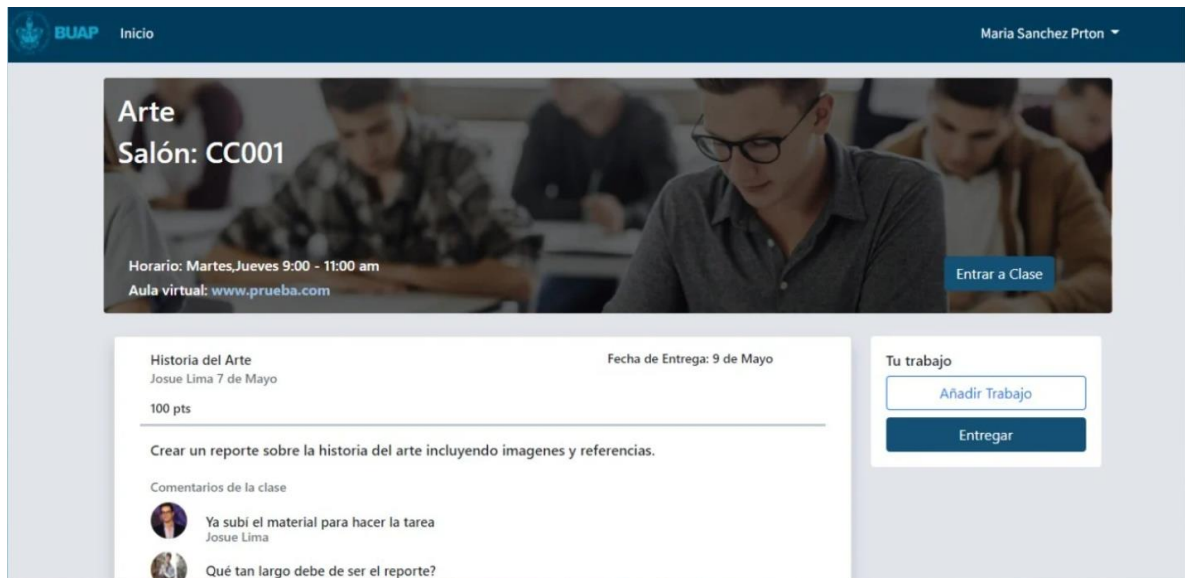 BUAP Inicio Maria Sanchez Prton
Arte
Salón: CC001
Horario: Martes,Jueves 9:00 - 11:00 am
Aula virtual: www.prueba.com
Entrar a Clase
Historia del Arte
Fecha de Entrega: 9 de Mayo
Josue Lima 7 de Mayo
100 pts
Crear un reporte sobre la historia del arte incluyendo imagenes y referencias.
Comentarios de la clase
Ya subí el material para hacer la tarea
Josue Lima
Qué tan largo debe de ser el reporte?
Tu trabajo
Añadir Trabajo
Entregar